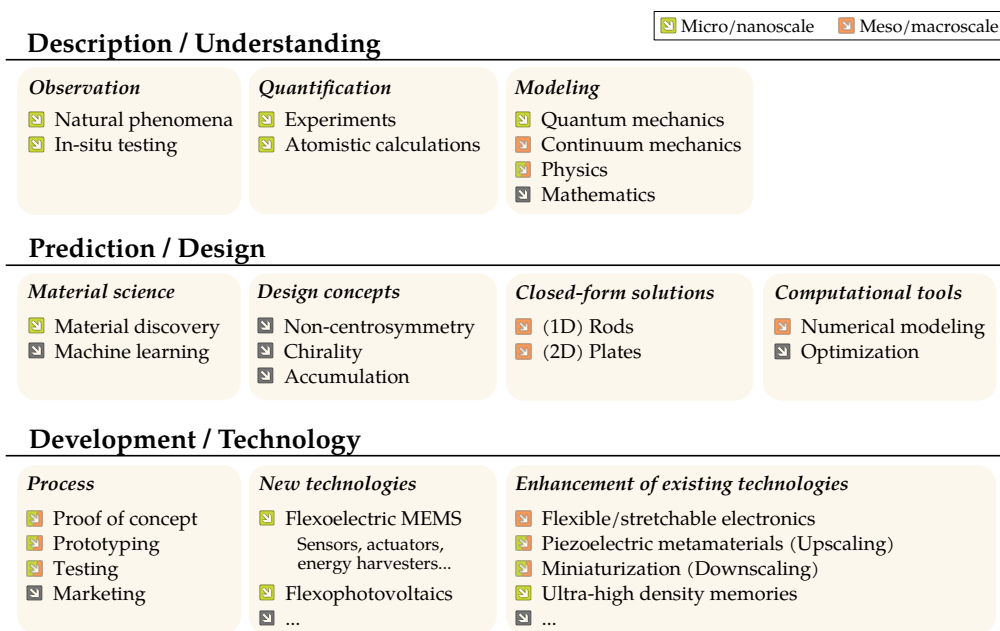 Micro/nanoscale Meso/macroscale
Description / Understanding
Observation
Natural phenomena
In-situ testing
Quantification
Experiments
Atomistic calculations
Modeling
Quantum mechanics
Continuum mechanics
Physics
Mathematics
Prediction / Design
Material science
Material discovery
Machine learning
Design concepts
Non-centrosymmetry
Chirality
Accumulation
Closed-form solutions
(1D) Rods
(2D) Plates
Computational tools
Numerical modeling
Optimization
Development / Technology
Process
Proof of concept
Prototyping
Testing
Marketing
New technologies
Flexoelectric MEMS
Sensors, actuators,
energy harvesters...
Flexophotovoltaics
...
Enhancement of existing technologies
Flexible/stretchable electronics
Piezoelectric metamaterials (Upscaling)
Miniaturization (Downscaling)
Ultra-high density memories
...